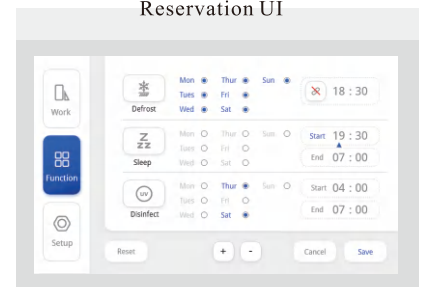 Reservation UI
Work
Function
Setup
Defrost
Mon Thur Sun
Tues Fri
Wed Sat
18 : 30
Z
Z Z
Sleep
Mon Thur Sun
Tues Fri
Wed Sat
Start 19 : 30
End 07 : 00
UV
Disinfect
Mon Thur Sun
Tues Fri
Wed Sat
Start 04 : 00
End 07 : 00
Reset + - Cancel Save